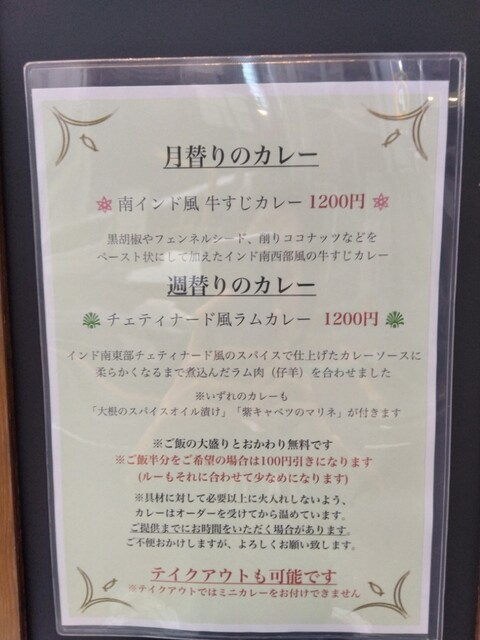 月替りのカレー
南インド風 牛すじカレー 1200円
黒胡椒やフェンネルシード、削りココナッツなどを
ペースト状にして加えたインド南西部風の牛すじカレー
週替りのカレー
チェティナード風ラムカレー 1200円
インド南東部チェティナード風のスパイスで仕上げたカレーソースに
柔らかくなるまで煮込んだラム肉（仔羊）を合わせました
※いずれのカレーも
「大根のスパイスオイル漬け」「紫キャベツのマリネ」が付きます
※ご飯の大盛りとおかわり無料です
※ご飯半分をご希望の場合は100円引きになります
(ルーもそれに合わせて少なめになります)
※具材に対して必要以上に火入れしないよう、
カレーはオーダーを受けてから温めています。
ご提供までにお時間をいただく場合があります。
ご不便おかけしますが、よろしくお願い致します。
テイクアウトも可能です
※テイクアウトではミニカレーをお付けできません